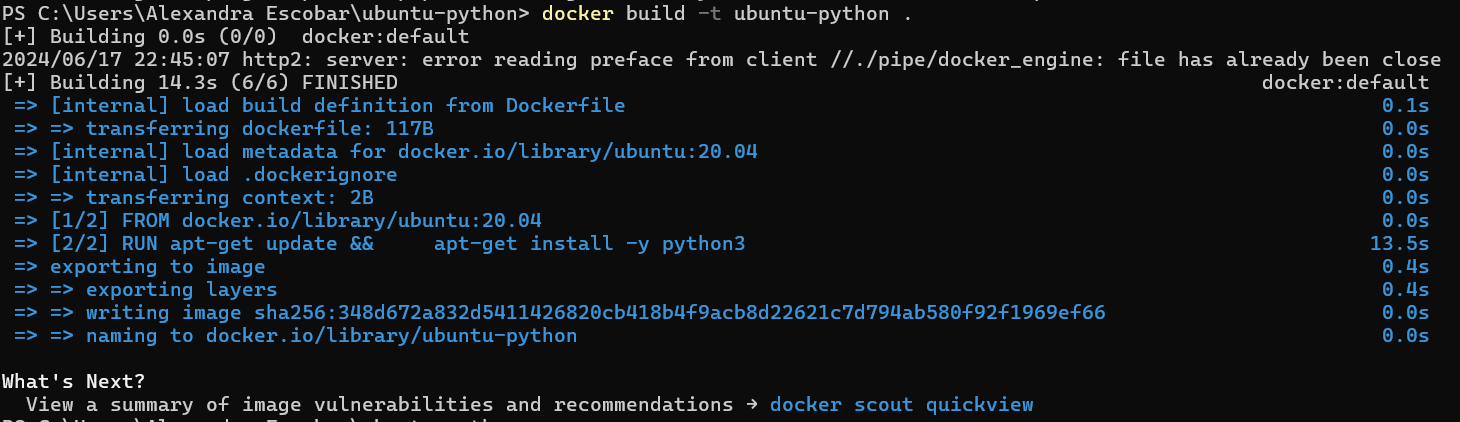 PS C:\Users\Alexandra Escobar\ubuntu-python> docker build -t ubuntu-python .
[+] Building 0.0s (0/0)  docker:default
2024/06/17 22:45:07 http2: server: error reading preface from client //./pipe/docker_engine: file has already been close
[+] Building 14.3s (6/6) FINISHED docker:default
=> [internal] load build definition from Dockerfile 0.1s
=> => transferring dockerfile: 117B 0.0s
=> [internal] load metadata for docker.io/library/ubuntu:20.04 0.0s
=> [internal] load .dockerignore 0.0s
=> => transferring context: 2B 0.0s
=> [1/2] FROM docker.io/library/ubuntu:20.04 0.0s
=> [2/2] RUN apt-get update &&     apt-get install -y python3 13.5s
=> exporting to image 0.4s
=> => exporting layers 0.4s
=> => writing image sha256:348d672a832d5411426820cb418b4f9acb8d22621c7d794ab580f92f1969ef66 0.0s
=> => naming to docker.io/library/ubuntu-python 0.0s
What's Next?
View a summary of image vulnerabilities and recommendations → docker scout quickview